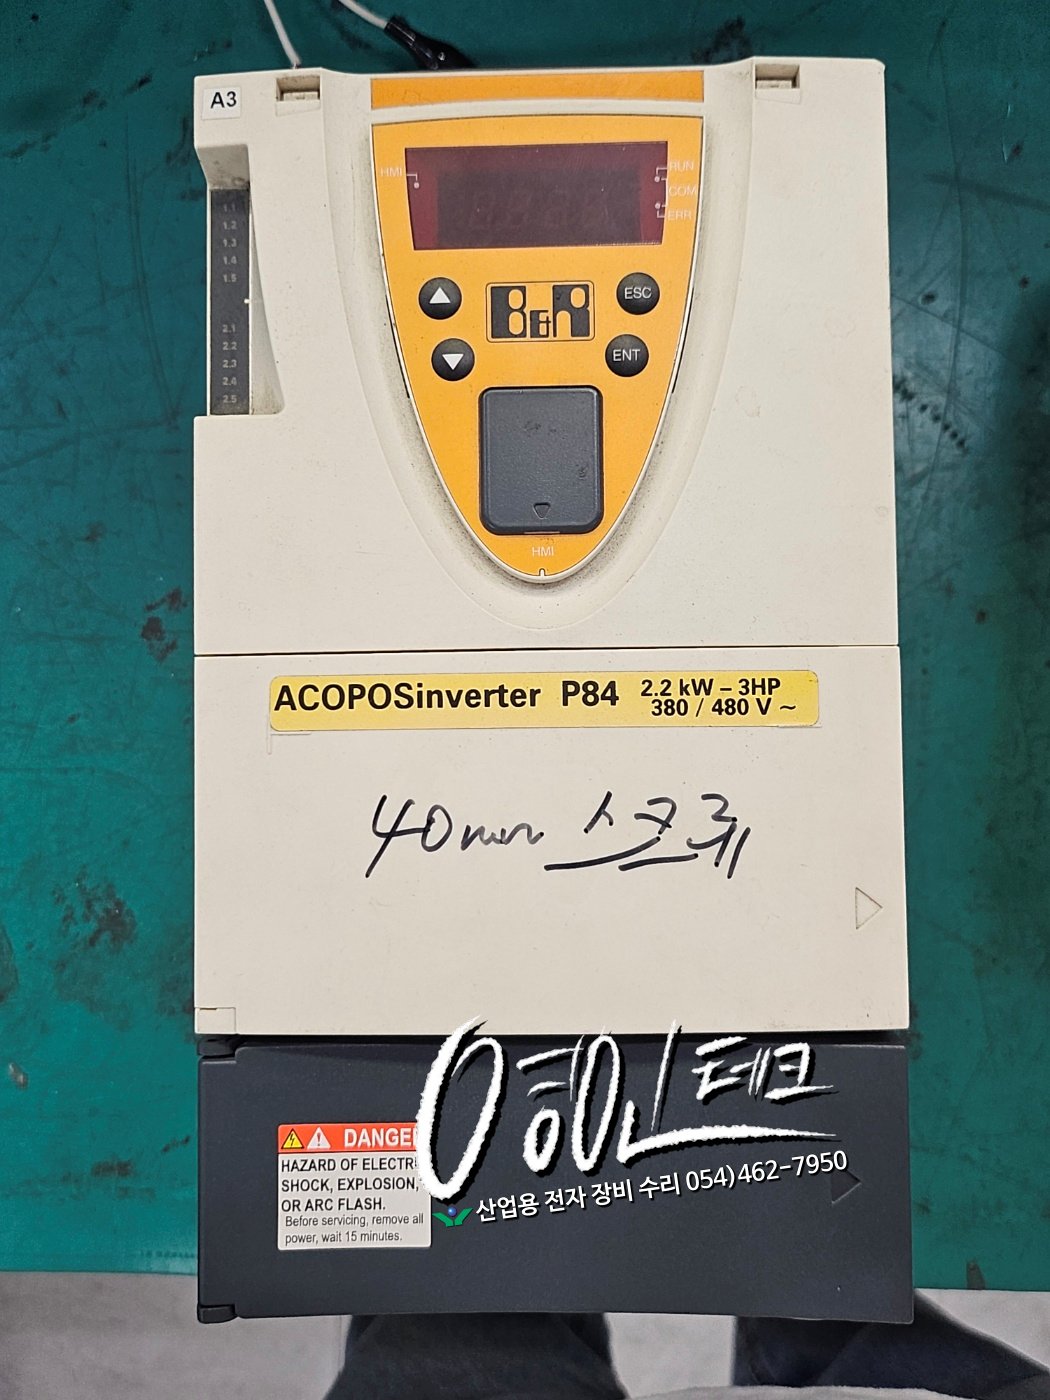 A3
HMI
RUN
COM
ERR
1.1
1.2
1.3
1.4
1.5
2.1
2.2
2.3
2.4
2.5
ESC
B&R
ENT
HMI
ACOPOSinverter P84 2.2 kW – 3HP
380 / 480 V ~
40mm 스크레
영인테크
산업용 전자 장비 수리 054)462-7950
DANGE
HAZARD OF ELECTRI
SHOCK, EXPLOSION,
OR ARC FLASH.
Before servicing, remove all
power, wait 15 minutes.